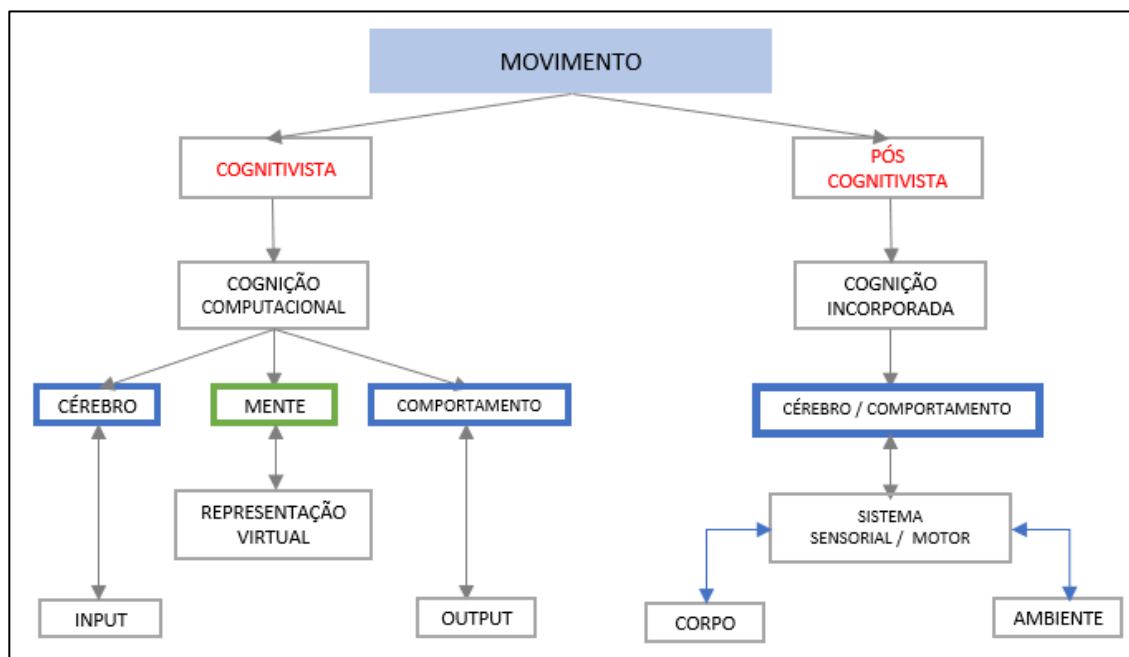 MOVIMENTO
COGNITIVISTA
PÓS
COGNITIVISTA
COGNIÇÃO
COMPUTACIONAL
COGNIÇÃO
INCORPORADA
CÉREBRO
MENTE
COMPORTAMENTO
CÉREBRO / COMPORTAMENTO
REPRESENTAÇÃO
VIRTUAL
SISTEMA
SENSORIAL / MOTOR
INPUT
OUTPUT
CORPO
AMBIENTE